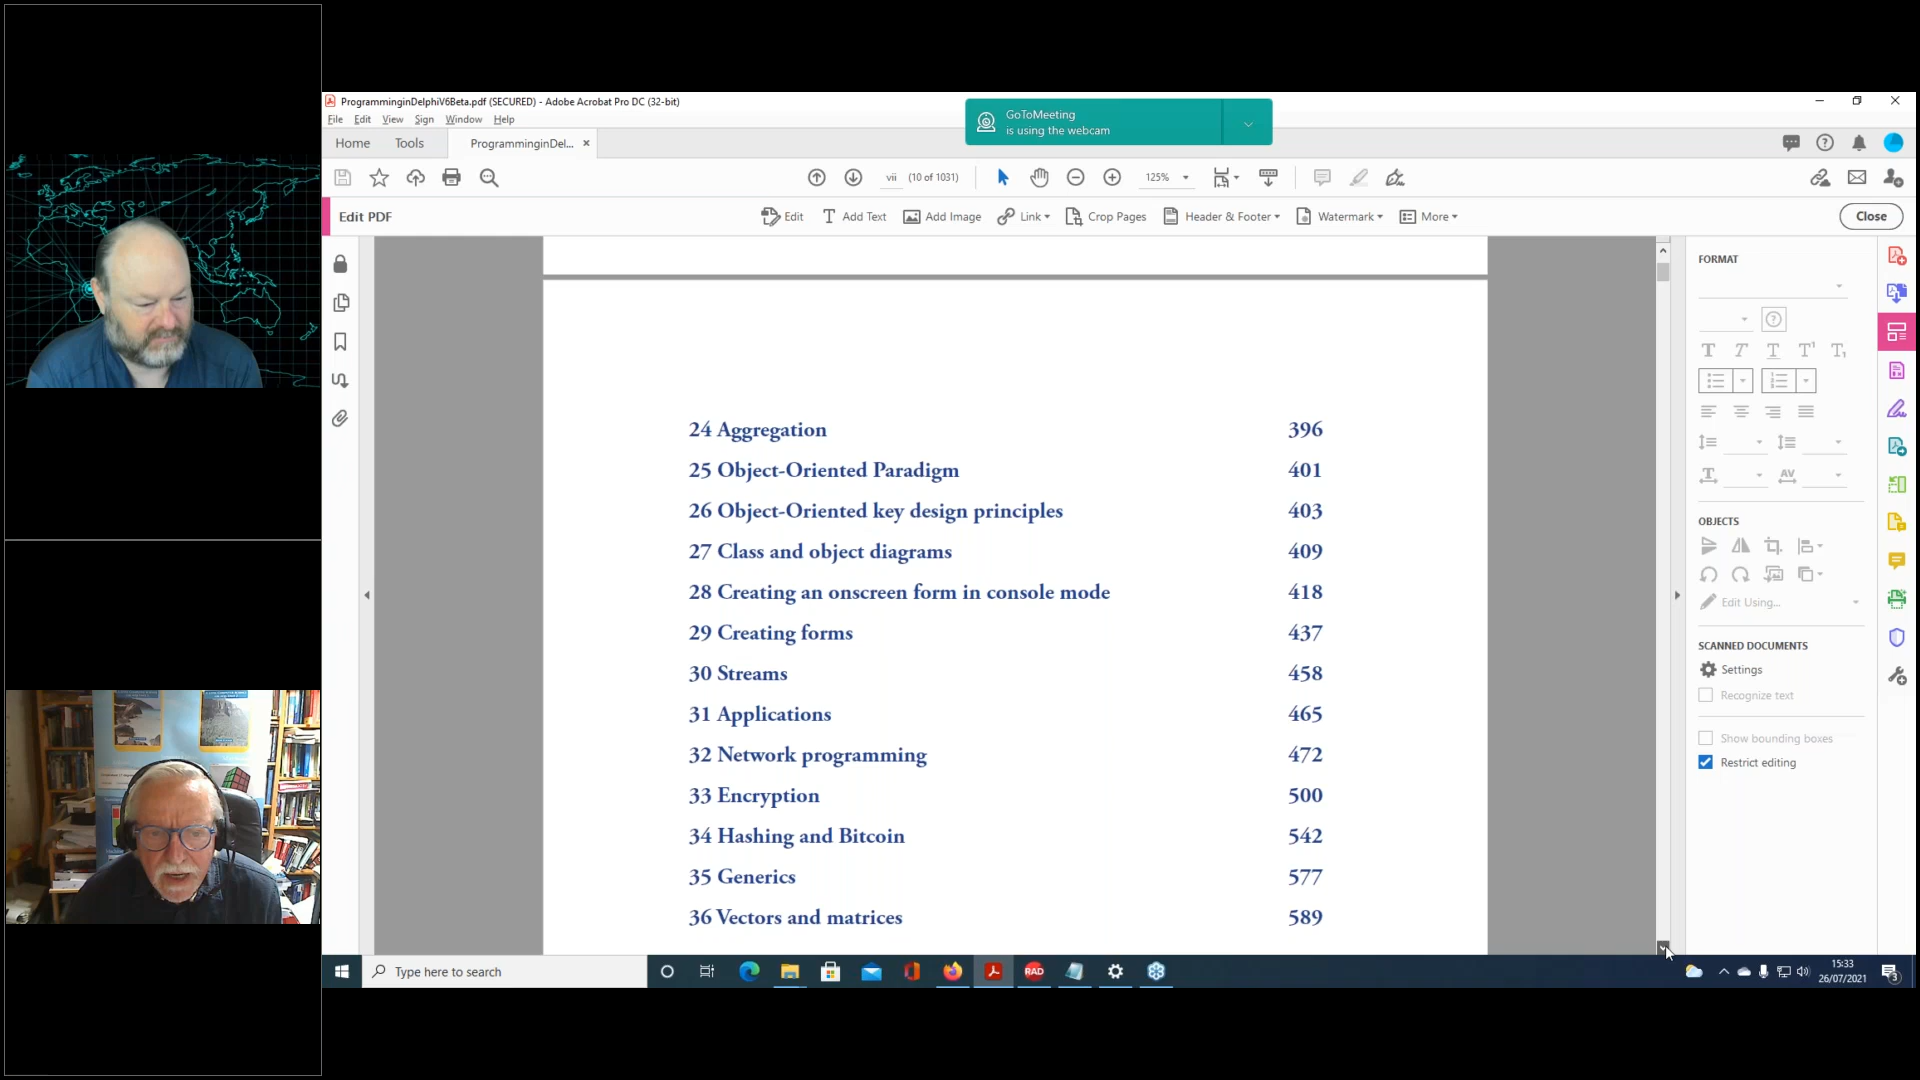 ProgramminginDelphiV6Beta.pdf (SECURED) - Adobe Acrobat Pro DC (32-bit)
File Edit View Sign Window Help
GoToMeeting
is using the webcam
Home Tools ProgramminginDel... ×
vii (10 of 1031) 125%
Edit PDF
Edit Add Text Add Image Link Crop Pages Header & Footer Watermark More Close
24 Aggregation 396
25 Object-Oriented Paradigm 401
26 Object-Oriented key design principles 403
27 Class and object diagrams 409
28 Creating an onscreen form in console mode 418
29 Creating forms 437
30 Streams 458
31 Applications 465
32 Network programming 472
33 Encryption 500
34 Hashing and Bitcoin 542
35 Generics 577
36 Vectors and matrices 589
FORMAT
OBJECTS
Edit Using...
SCANNED DOCUMENTS
Settings
Recognize text
Show bounding boxes
Restrict editing
Type here to search
RAD
15:33
26/07/2021
3